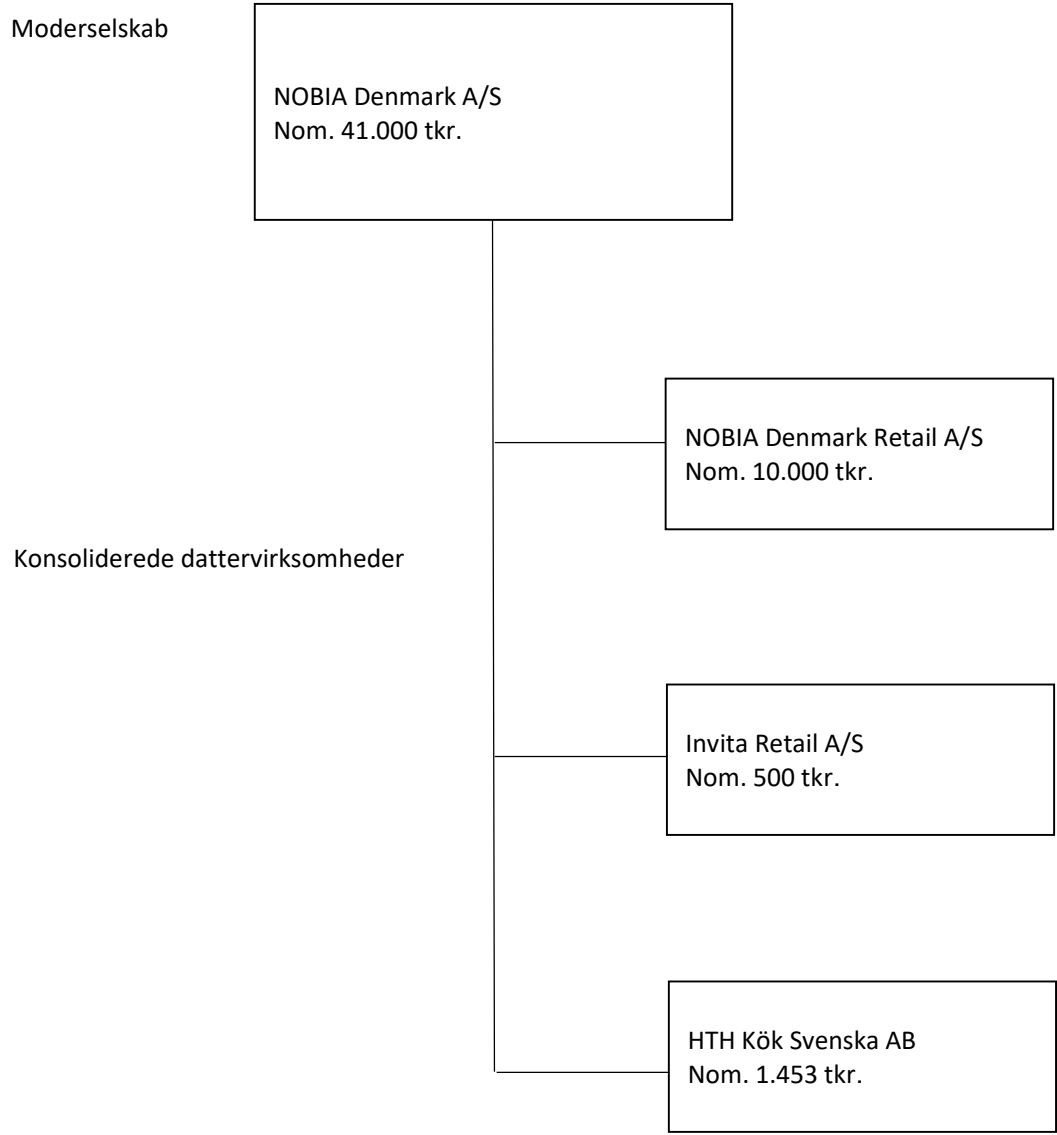 Moderselskab
NOBIA Denmark A/S
Nom. 41.000 tkr.
NOBIA Denmark Retail A/S
Nom. 10.000 tkr.
Konsoliderede dattervirksomheder
Invita Retail A/S
Nom. 500 tkr.
HTH Kök Svenska AB
Nom. 1.453 tkr.